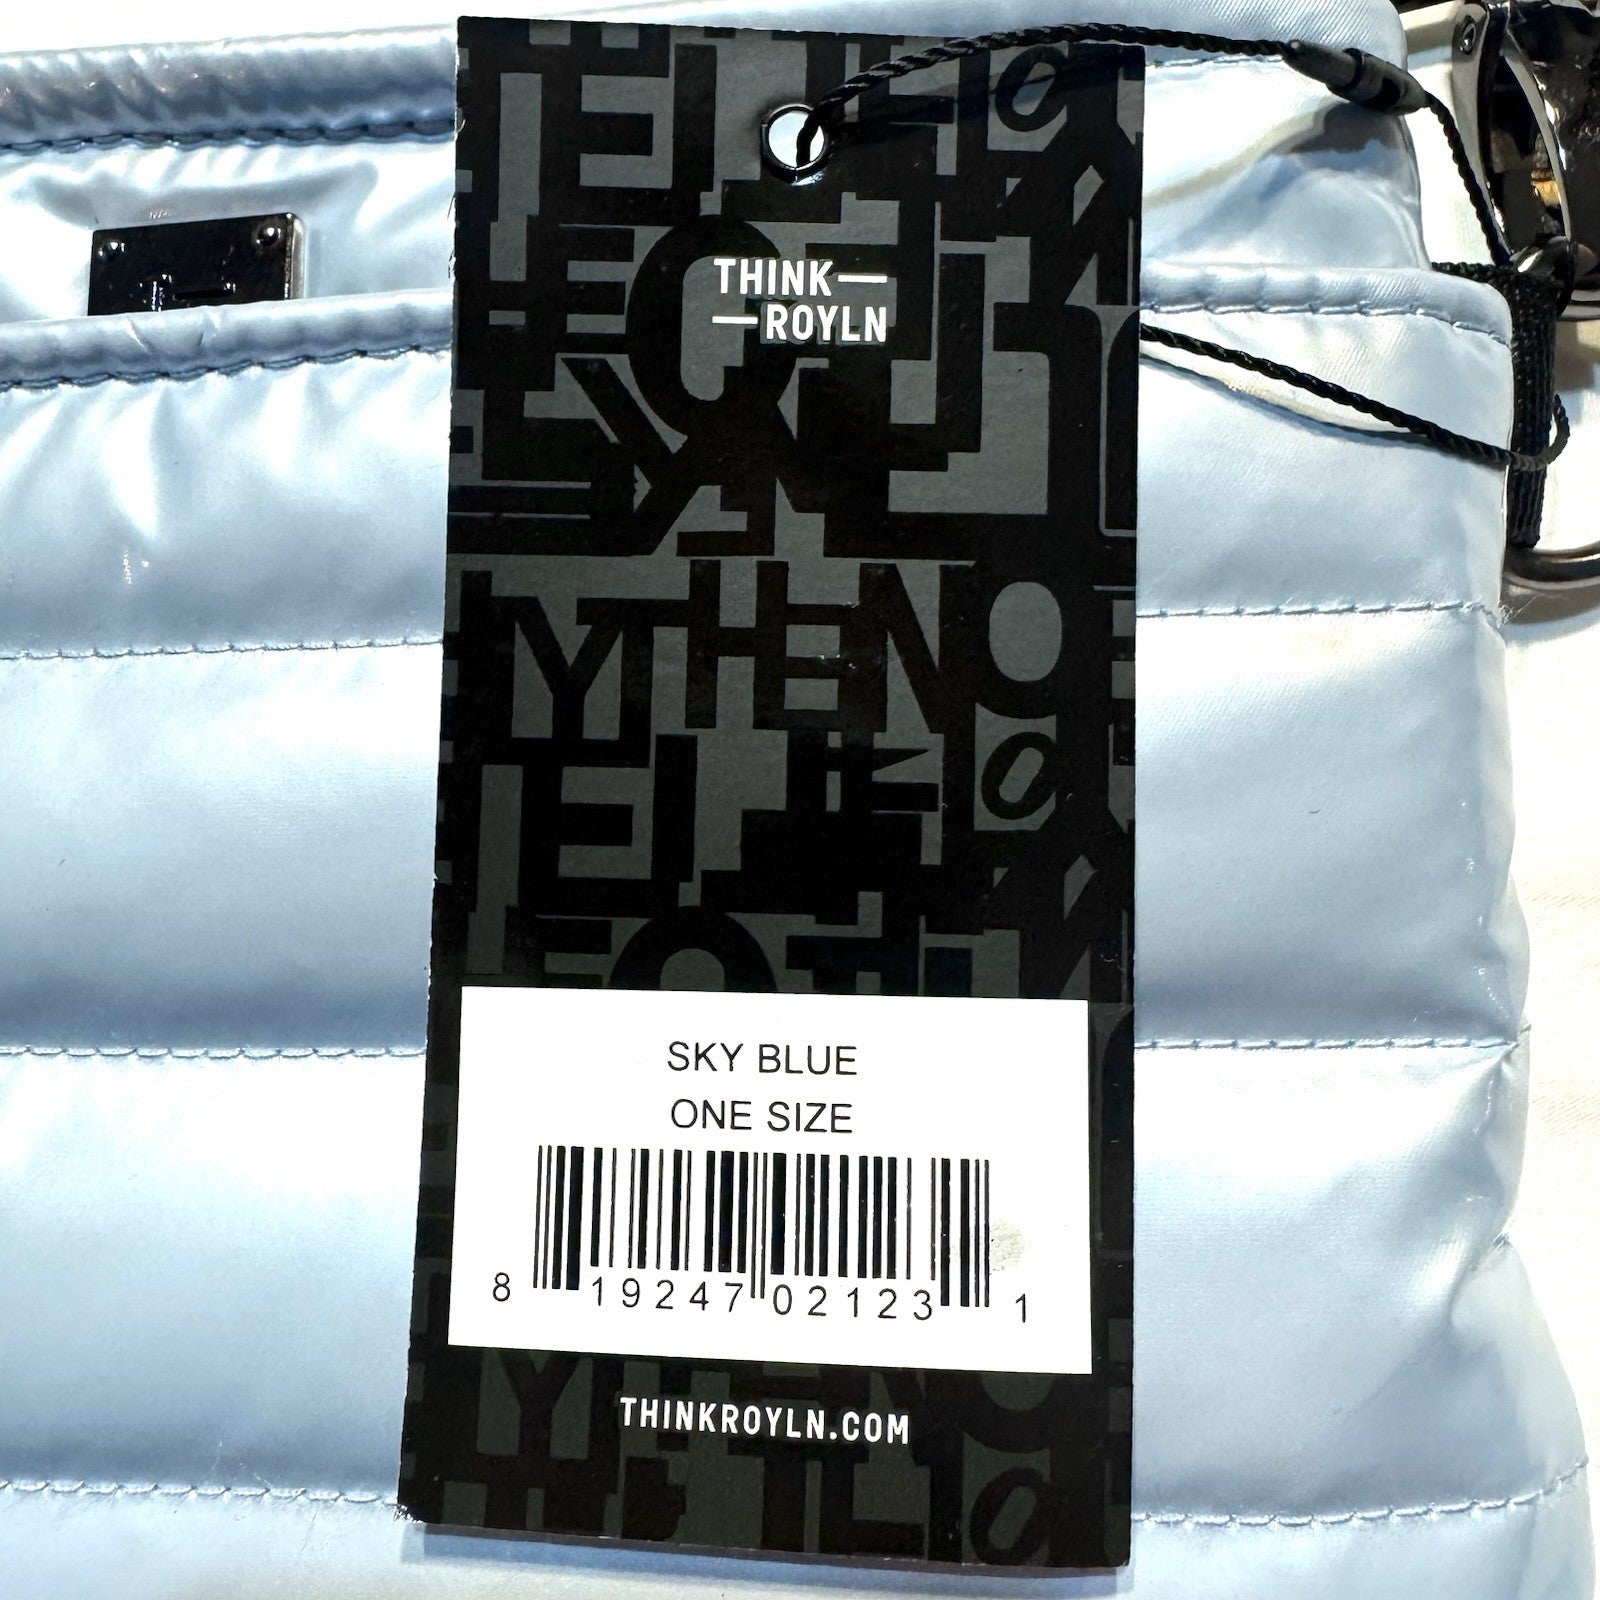 THINK—
—ROYLN
SKY BLUE
ONE SIZE
8 19247 02123 1
THINKROYLN.COM